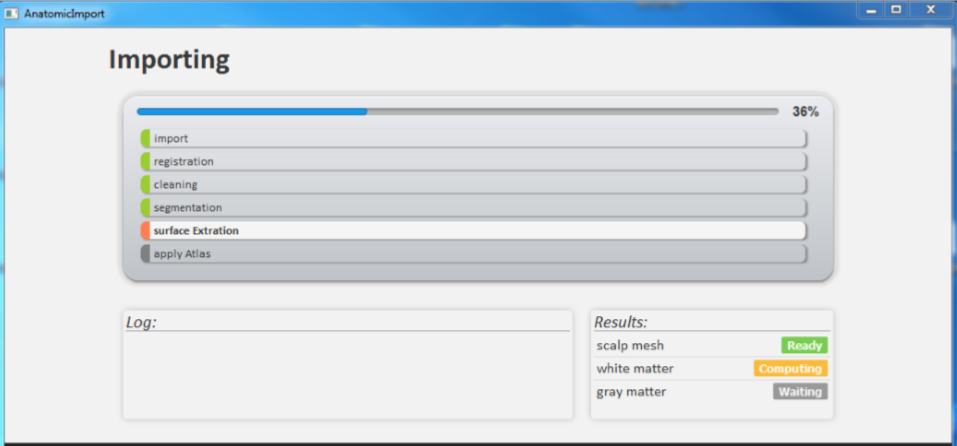 AnatomicImport
Importing
36%
import
registration
cleaning
segmentation
surface Extration
apply Atlas
Log:
Results:
scalp mesh Ready
white matter Computing
gray matter Waiting